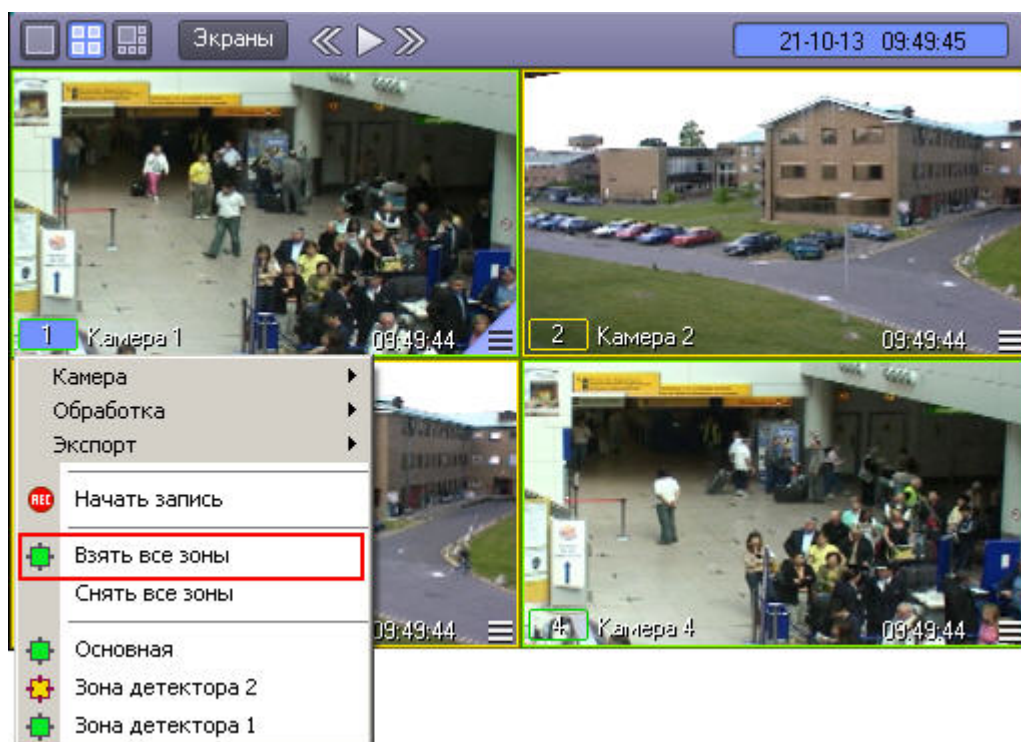 Экраны
21-10-13 09:49:45
1 Камера 1 09:49:44
2 Камера 2 09:49:44
Камера
Обработка
Экспорт
REC Начать запись
Взять все зоны
Снять все зоны
09:49:44
4 Камера 4 09:49:44
Основная
Зона детектора 2
Зона детектора 1